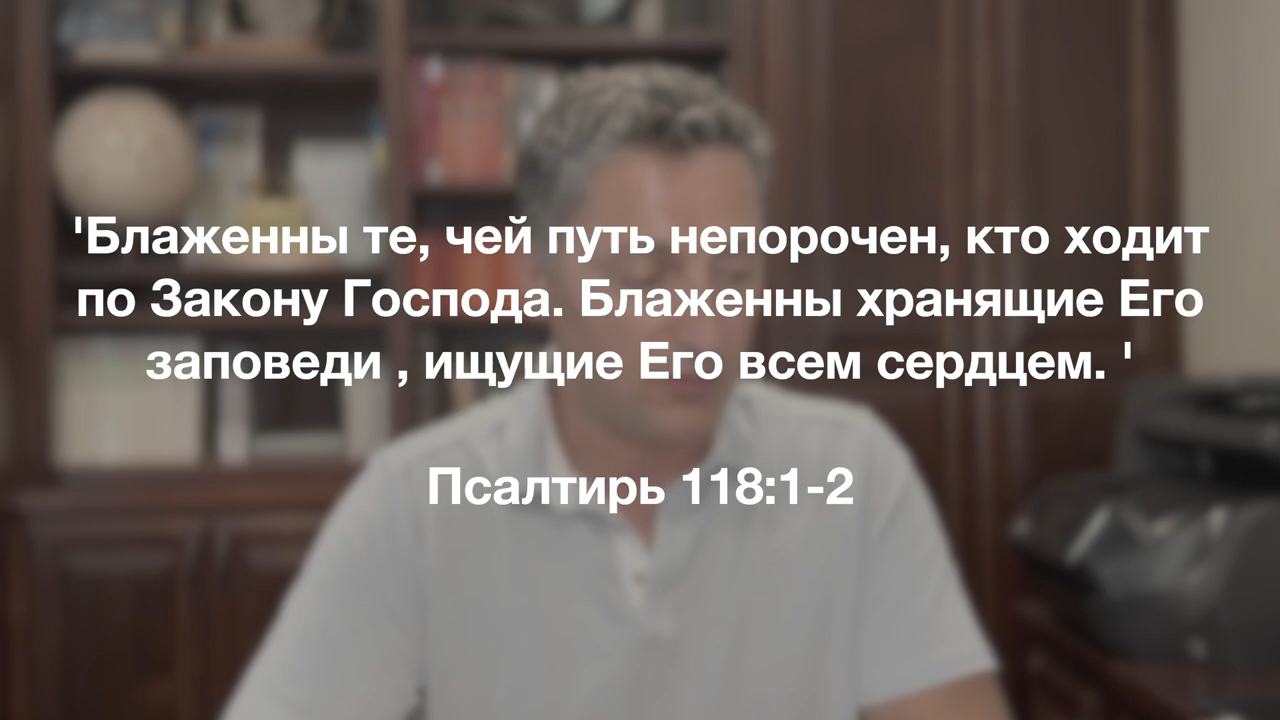 'Блаженны те, чей путь непорочен, кто ходит
по Закону Господа. Блаженны хранящие Его
заповеди , ищущие Его всем сердцем. '
Псалтирь 118:1-2